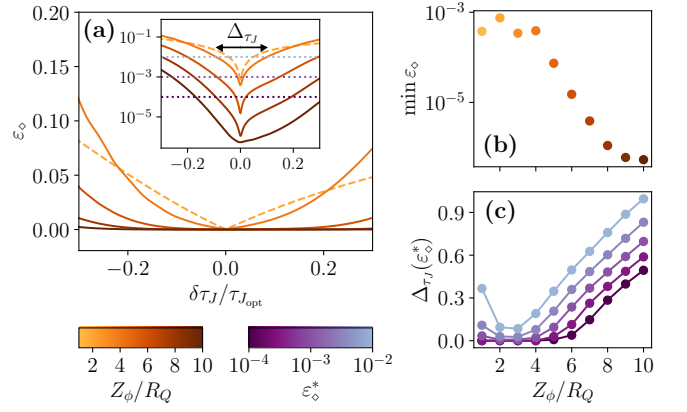 (a)
ε⋄
0.20
0.15
0.10
0.05
0.00
−0.2 0.0 0.2
δτ_J/τ_{J_opt}
Δ_{τ_J}
10^{−1}
10^{−3}
10^{−5}
−0.2 0.0 0.2
2 4 6 8 10
Z_ϕ/R_Q
10^{−4} 10^{−3} 10^{−2}
ε⋄^*
(b)
min ε⋄
10^{−3}
10^{−5}
(c)
Δ_{τ_J}(ε⋄^*)
0.9
0.6
0.3
0.0
2 4 6 8 10
Z_ϕ/R_Q